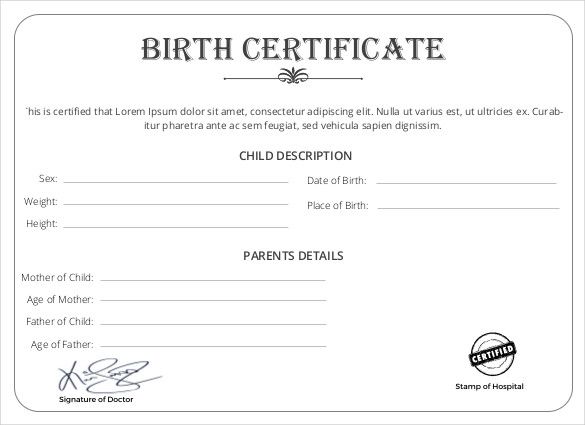 BIRTH CERTIFICATE
his is certified that Lorem Ipsum dolor sit amet, consectetur adipiscing elit. Nulla ut varius est, ut ultricies ex. Curab-
itur pharetra ante ac sem feugiat, sed vehicula sapien dignissim.
CHILD DESCRIPTION
Sex:
Date of Birth:
Weight:
Place of Birth:
Height:
PARENTS DETAILS
Mother of Child:
Age of Mother:
Father of Child:
Age of Father:
CERTIFIED
Signature of Doctor
Stamp of Hospital